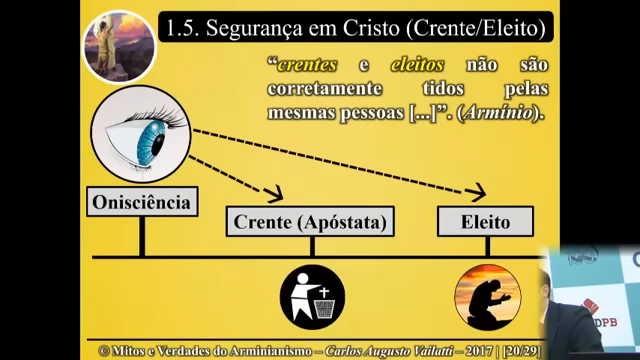 1.5. Segurança em Cristo (Crente/Eleito)
“crentes e eleitos não são
corretamente tidos pelas
mesmas pessoas [...]”. (Armínio).
Onisciência
Crente (Apóstata)
Eleito
© Mitos e Verdades do Arminianismo – Carlos Augusto Vailatti – 2017 | [20/29]
DPB